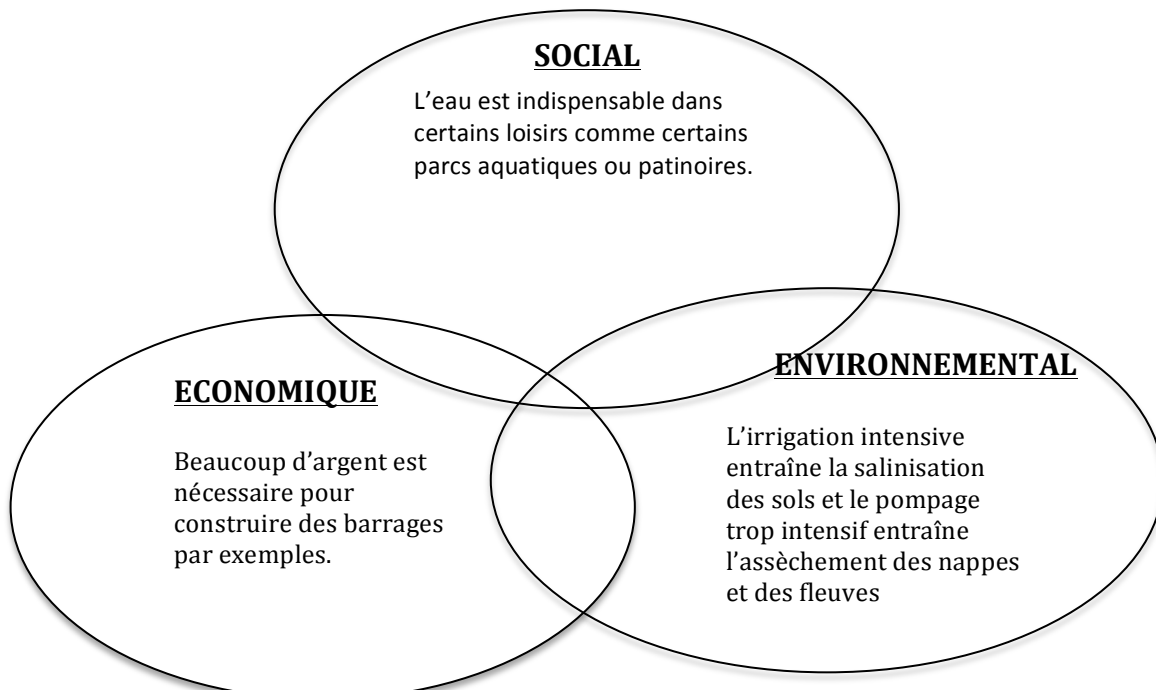 SOCIAL
L’eau est indispensable dans
certains loisirs comme certains
parcs aquatiques ou patinoires.
ECONOMIQUE
Beaucoup d’argent est
nécessaire pour
construire des barrages
par exemples.
ENVIRONNEMENTAL
L’irrigation intensive
entraîne la salinisation
des sols et le pompage
trop intensif entraîne
l’assèchement des nappes
et des fleuves